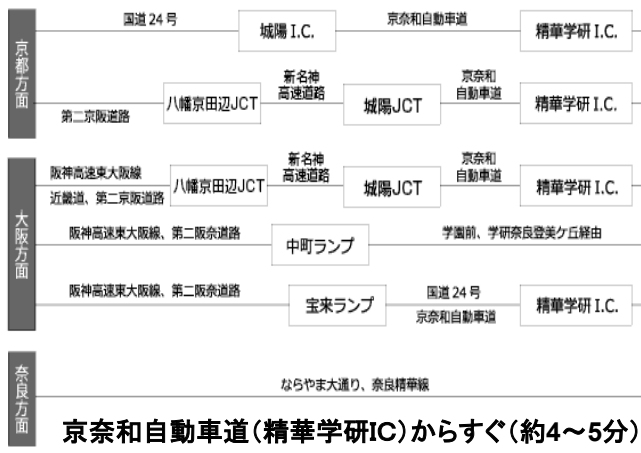 京都方面
国道24号
城陽 I.C.
京奈和自動車道
精華学研 I.C.
第二京阪道路
八幡京田辺JCT
新名神
高速道路
城陽JCT
京奈和
自動車道
精華学研 I.C.
大阪方面
阪神高速東大阪線
近畿道、第二京阪道路
八幡京田辺JCT
新名神
高速道路
城陽JCT
京奈和
自動車道
精華学研 I.C.
阪神高速東大阪線、第二阪奈道路
中町ランプ
学園前、学研奈良登美ケ丘経由
阪神高速東大阪線、第二阪奈道路
宝来ランプ
国道24号
京奈和自動車道
精華学研 I.C.
奈良方面
ならやま大通り、奈良精華線
京奈和自動車道(精華学研IC)からすぐ(約4～5分)